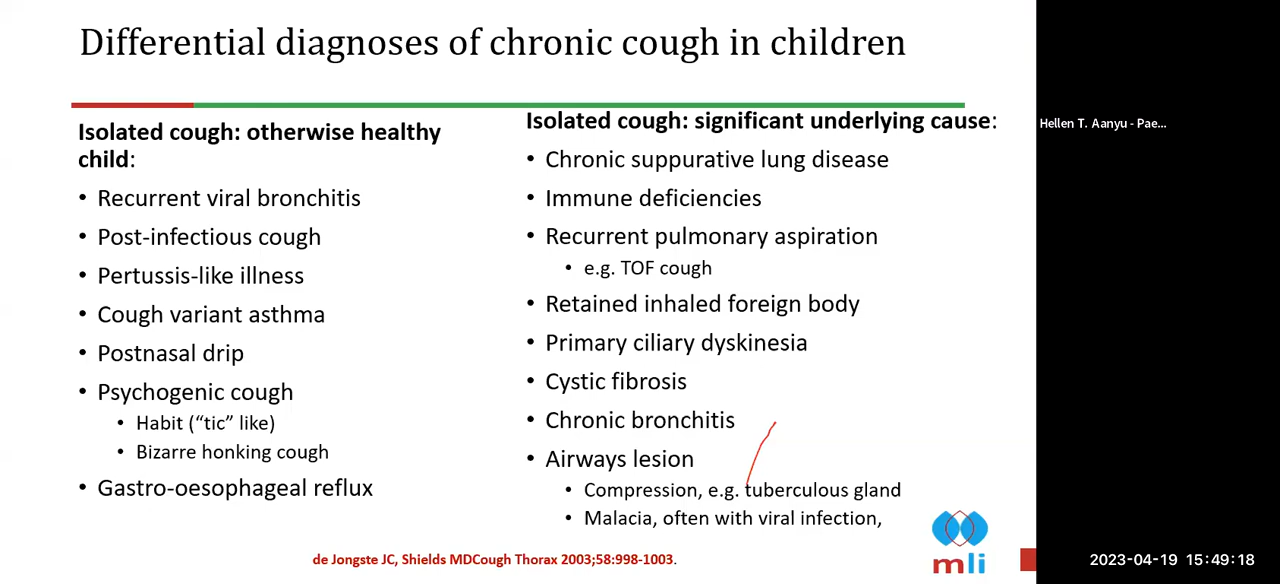 Differential diagnoses of chronic cough in children
Isolated cough: otherwise healthy
child:
• Recurrent viral bronchitis
• Post-infectious cough
• Pertussis-like illness
• Cough variant asthma
• Postnasal drip
• Psychogenic cough
• Habit (“tic” like)
• Bizarre honking cough
• Gastro-oesophageal reflux
Isolated cough: significant underlying cause:
• Chronic suppurative lung disease
• Immune deficiencies
• Recurrent pulmonary aspiration
• e.g. TOF cough
• Retained inhaled foreign body
• Primary ciliary dyskinesia
• Cystic fibrosis
• Chronic bronchitis
• Airways lesion
• Compression, e.g. tuberculous gland
• Malacia, often with viral infection,
de Jongste JC, Shields MDCough Thorax 2003;58:998-1003.
mli
Hellen T. Aanyu - Pae...
2023-04-19 15:49:18